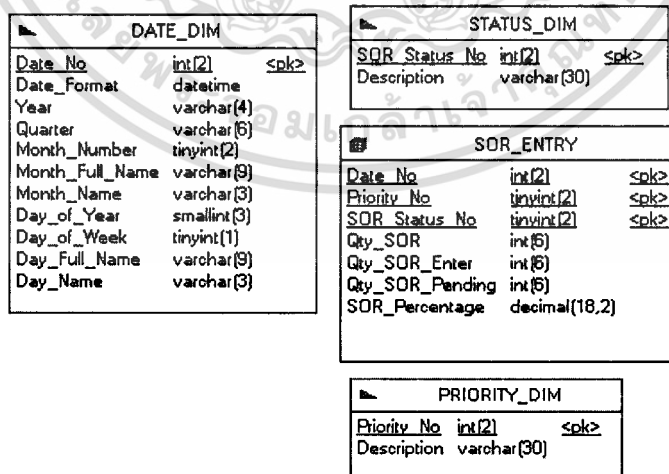 DATE_DIM
Date_No int(2) <pk>
Date_Format datetime
Year varchar(4)
Quarter varchar(6)
Month_Number tinyint(2)
Month_Full_Name varchar(9)
Month_Name varchar(3)
Day_of_Year smallint(3)
Day_of_Week tinyint(1)
Day_Full_Name varchar(9)
Day_Name varchar(3)
STATUS_DIM
SOR_Status_No int(2) <pk>
Description varchar(30)
SOR_ENTRY
Date_No int(2) <pk>
Priority_No tinyint(2) <pk>
SOR_Status_No tinyint(2) <pk>
Qty_SOR int(6)
Qty_SOR_Enter int(6)
Qty_SOR_Pending int(6)
SOR_Percentage decimal(18,2)
PRIORITY_DIM
Priority_No int(2) <pk>
Description varchar(30)